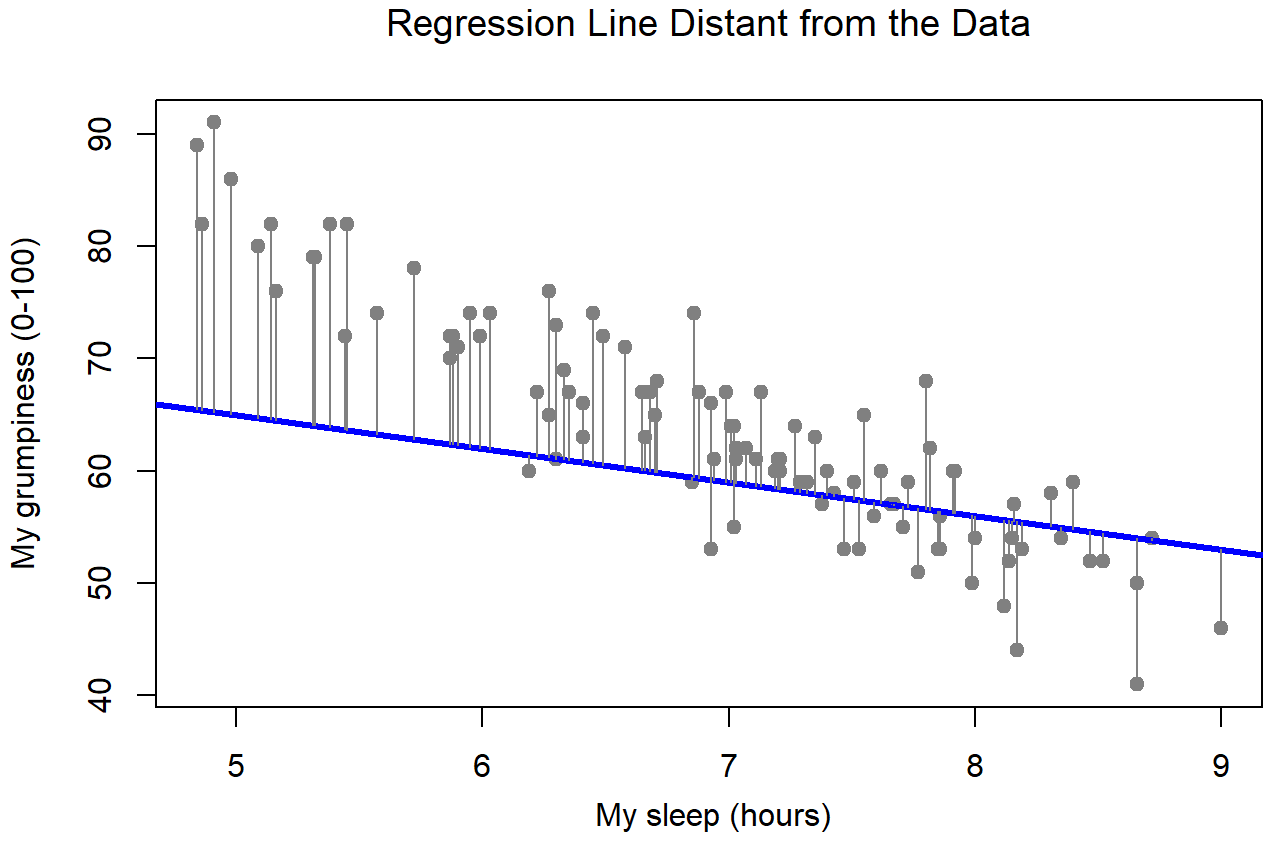 Regression Line Distant from the Data
My grumpiness (0-100)
90
80
70
60
50
40
5 6 7 8 9
My sleep (hours)